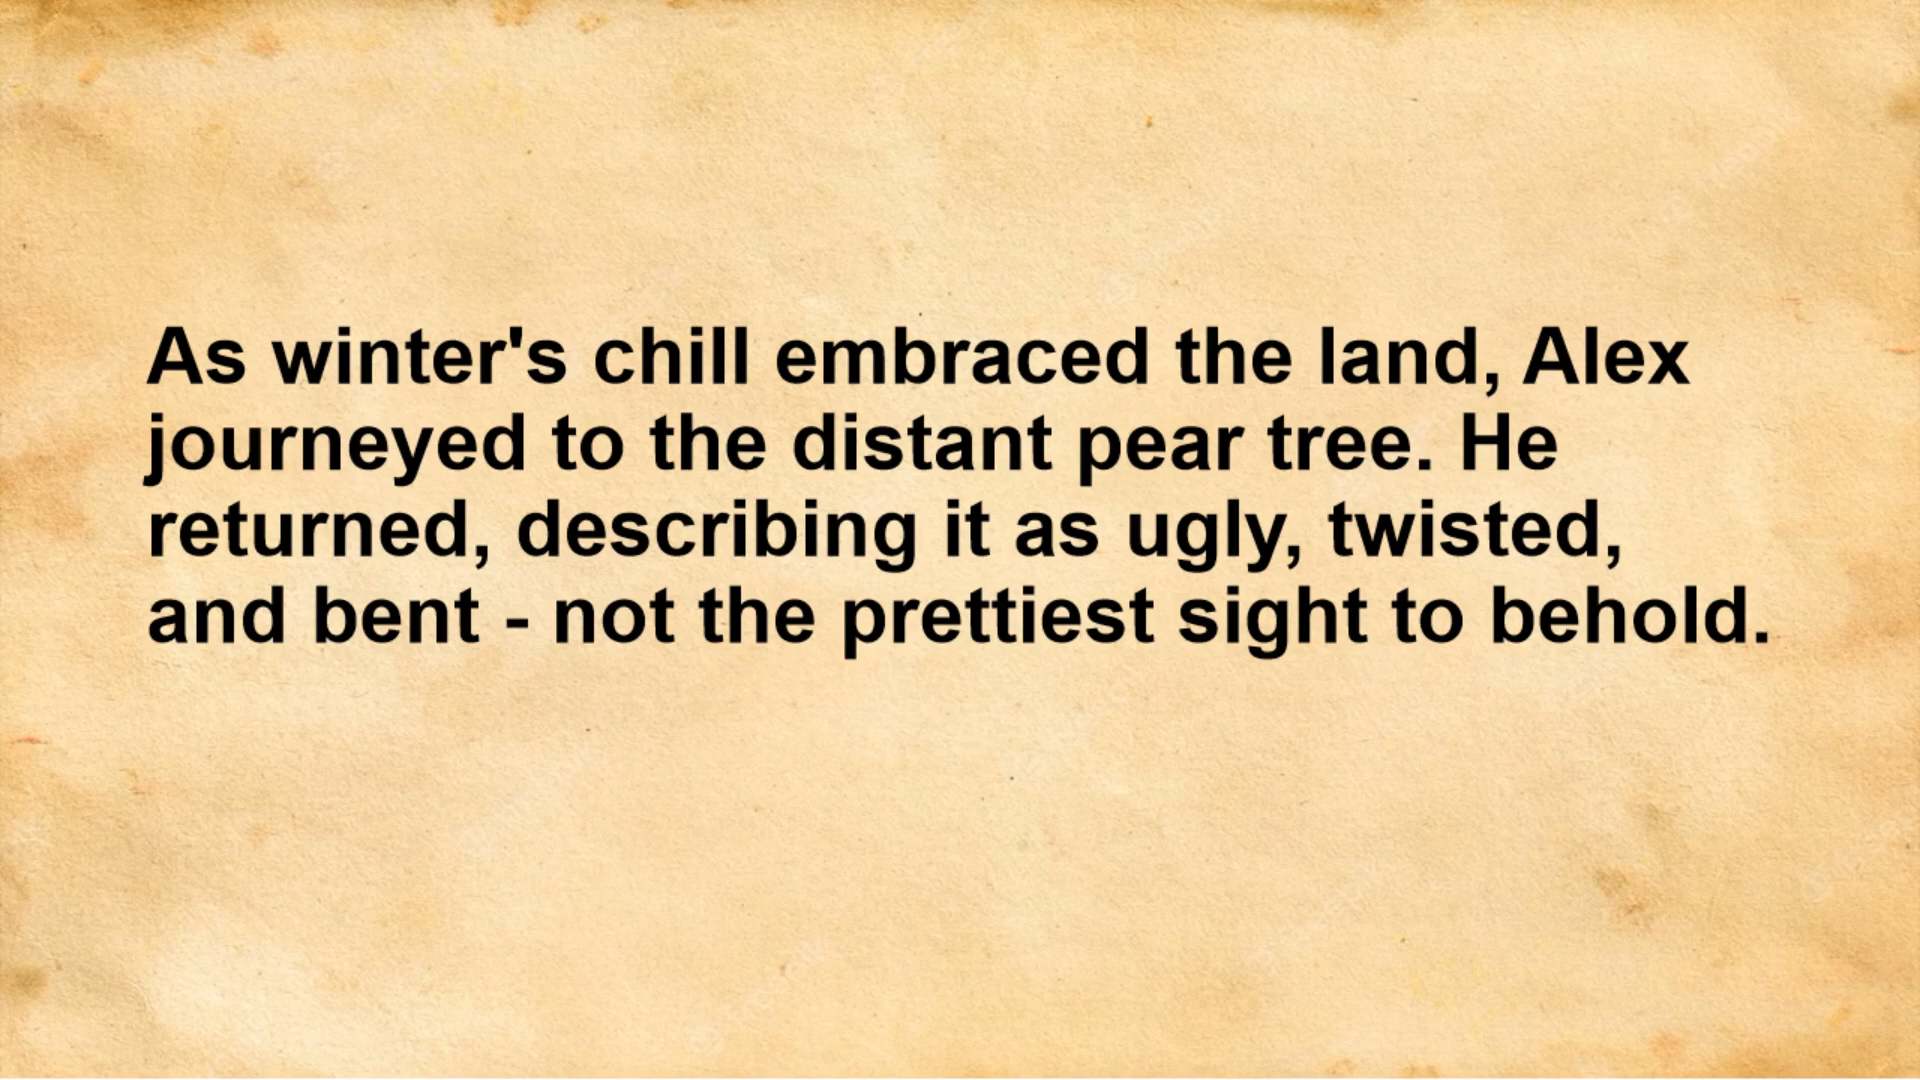 As winter's chill embraced the land, Alex
journeyed to the distant pear tree. He
returned, describing it as ugly, twisted,
and bent - not the prettiest sight to behold.